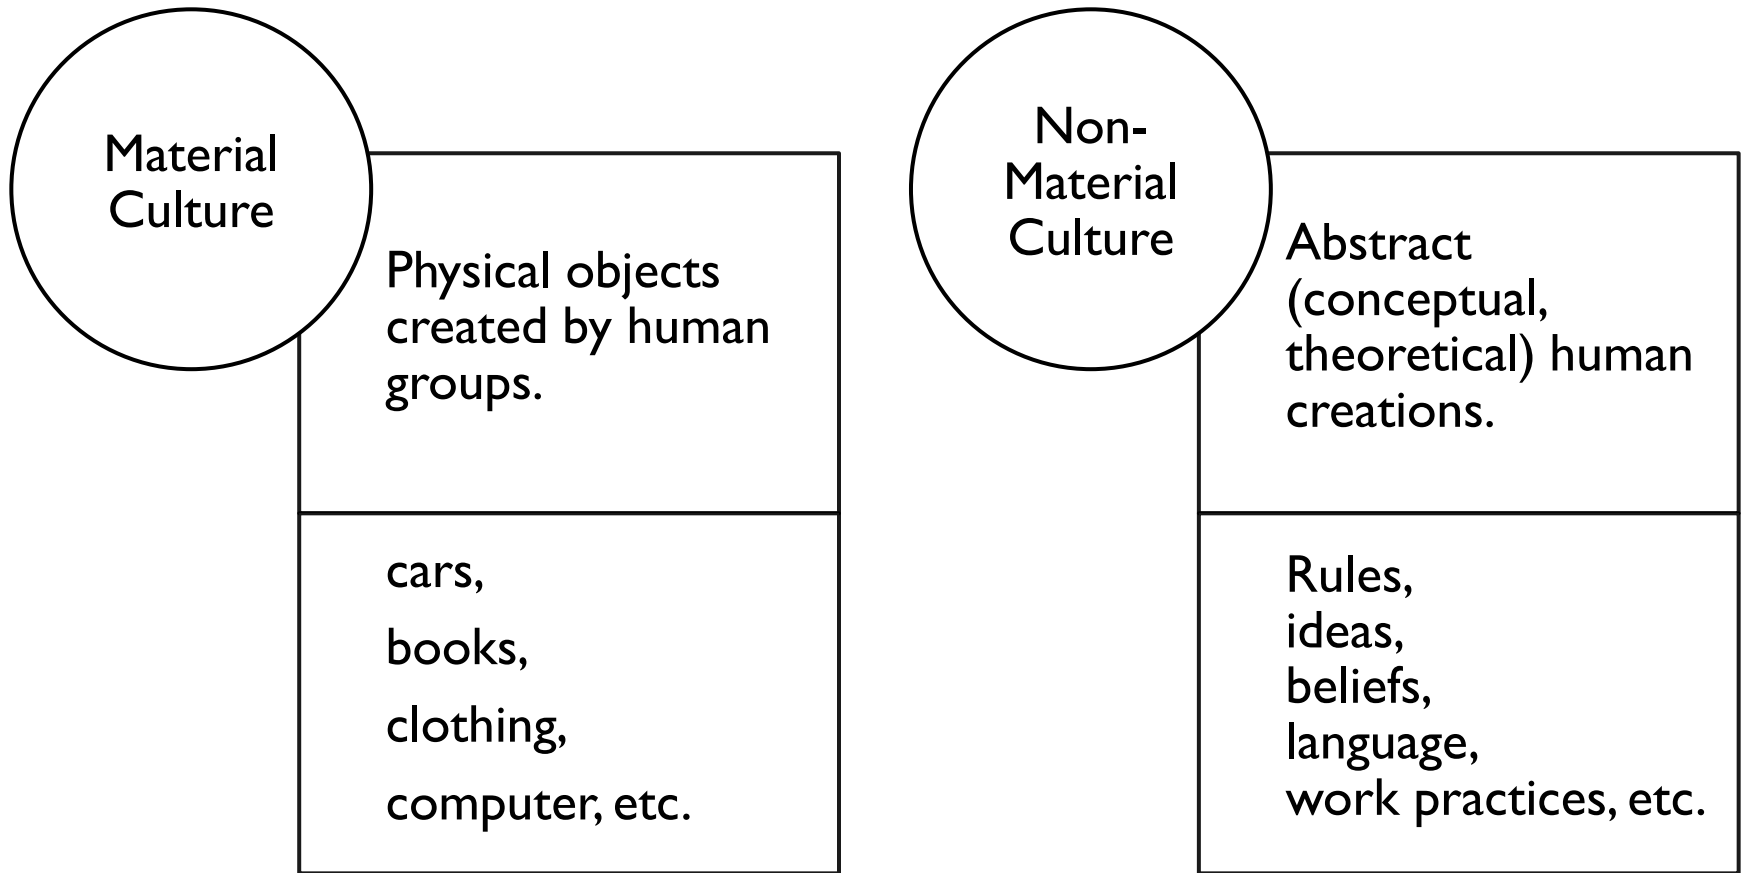 Material
Culture
Physical objects
created by human
groups.
cars,
books,
clothing,
computer, etc.
Non-
Material
Culture
Abstract
(conceptual,
theoretical) human
creations.
Rules,
ideas,
beliefs,
language,
work practices, etc.